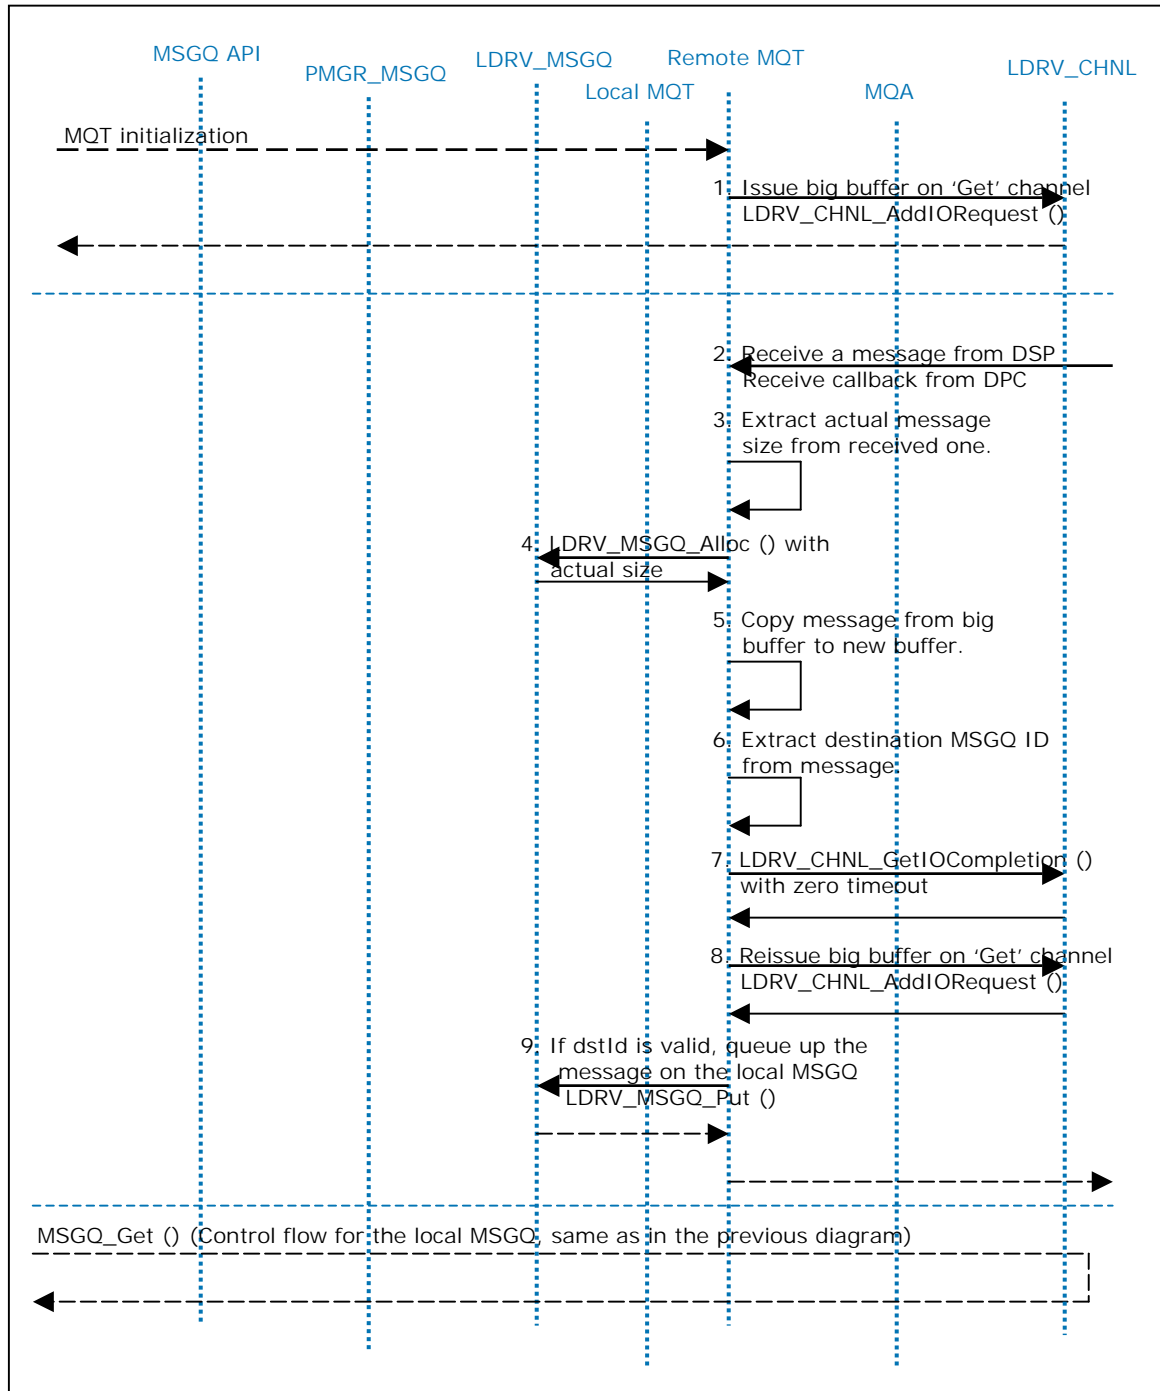 MSGQ API
PMGR_MSGQ
LDRV_MSGQ
Local MQT
Remote MQT
MQA
LDRV_CHNL
MQT initialization
1. Issue big buffer on ‘Get’ channel
LDRV_CHNL_AddIORequest ()
2. Receive a message from DSP
Receive callback from DPC
3. Extract actual message
size from received one.
4. LDRV_MSGQ_Alloc () with
actual size
5. Copy message from big
buffer to new buffer.
6. Extract destination MSGQ ID
from message.
7. LDRV_CHNL_GetIOCompletion ()
with zero timeout
8. Reissue big buffer on ‘Get’ channel
LDRV_CHNL_AddIORequest ()
9. If dstId is valid, queue up the
message on the local MSGQ
LDRV_MSGQ_Put ()
MSGQ_Get () (Control flow for the local MSGQ, same as in the previous diagram)